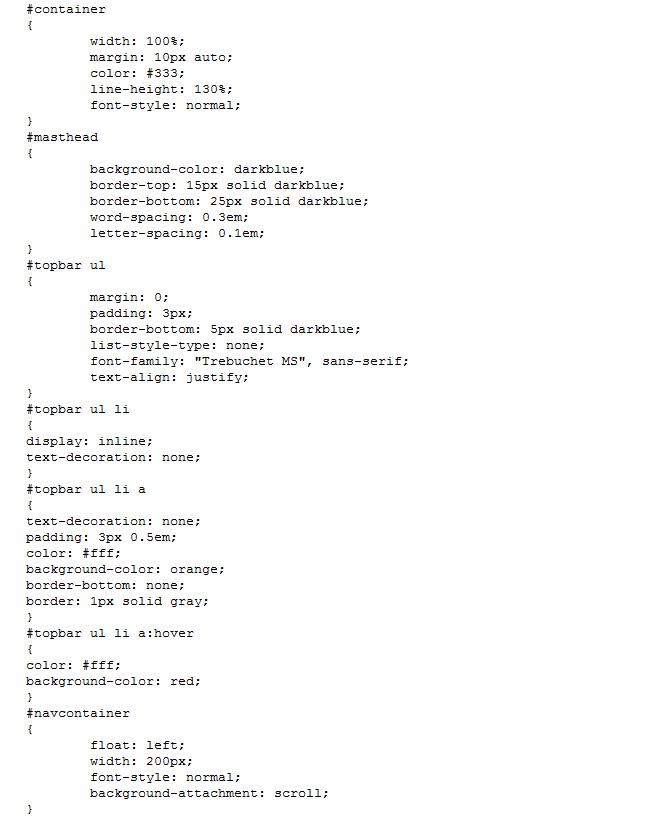 #container
{
width: 100%;
margin: 10px auto;
color: #333;
line-height: 130%;
font-style: normal;
}
#masthead
{
background-color: darkblue;
border-top: 15px solid darkblue;
border-bottom: 25px solid darkblue;
word-spacing: 0.3em;
letter-spacing: 0.1em;
}
#topbar ul
{
margin: 0;
padding: 3px;
border-bottom: 5px solid darkblue;
list-style-type: none;
font-family: "Trebuchet MS", sans-serif;
text-align: justify;
}
#topbar ul li
{
display: inline;
text-decoration: none;
}
#topbar ul li a
{
text-decoration: none;
padding: 3px 0.5em;
color: #fff;
background-color: orange;
border-bottom: none;
border: 1px solid gray;
}
#topbar ul li a:hover
{
color: #fff;
background-color: red;
}
#navcontainer
{
float: left;
width: 200px;
font-style: normal;
background-attachment: scroll;
}